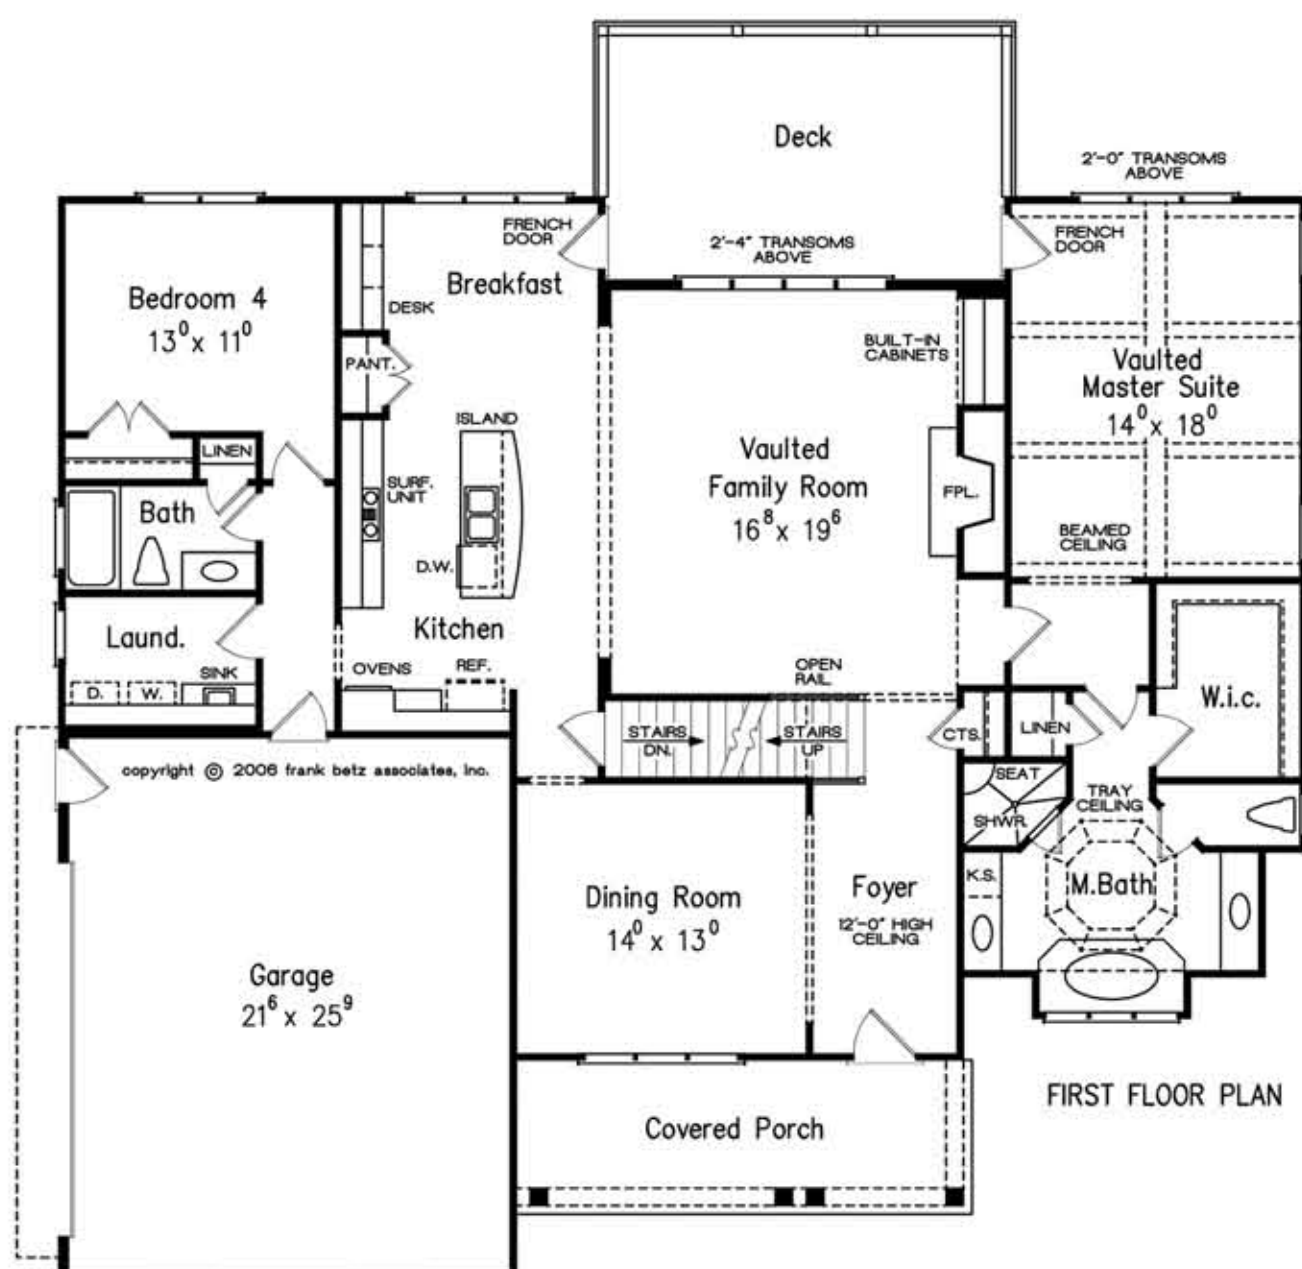 Deck
2'-0" TRANSOMS
ABOVE
FRENCH
DOOR
2'-4" TRANSOMS
ABOVE
FRENCH
DOOR
Breakfast
Bedroom 4
13⁰ x 11⁰
DESK
BUILT-IN
CABINETS
PANT.
Vaulted
Master Suite
14⁰ x 18⁰
ISLAND
LINEN
Vaulted
Family Room
16⁸ x 19⁶
SURF.
UNIT
FPL.
Bath
BEAMED
CEILING
D.W.
Kitchen
Laund.
OVENS
REF.
OPEN
RAIL
SINK
D.
W.
W.i.c.
STAIRS
DN.
STAIRS
UP
CTS.
LINEN
copyright © 2006 frank betz associates, inc.
SEAT
SHWR.
TRAY
CEILING
K.S.
M.Bath
Dining Room
14⁰ x 13⁰
Foyer
12'-0" HIGH
CEILING
Garage
21⁶ x 25⁹
FIRST FLOOR PLAN
Covered Porch